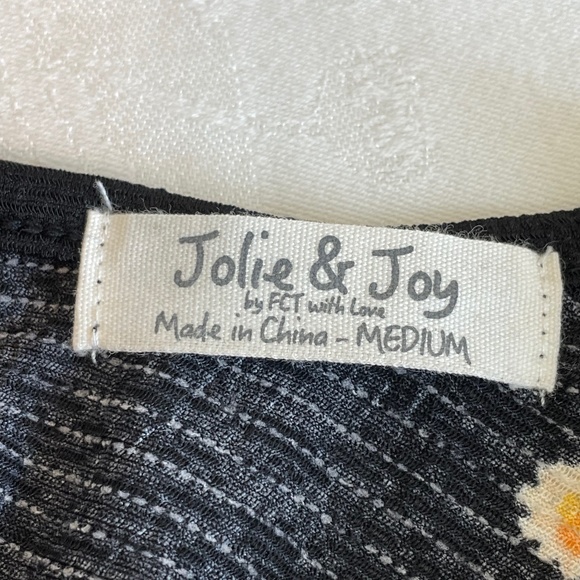 Jolie & Joy
by FCT with Love
Made in China - MEDIUM